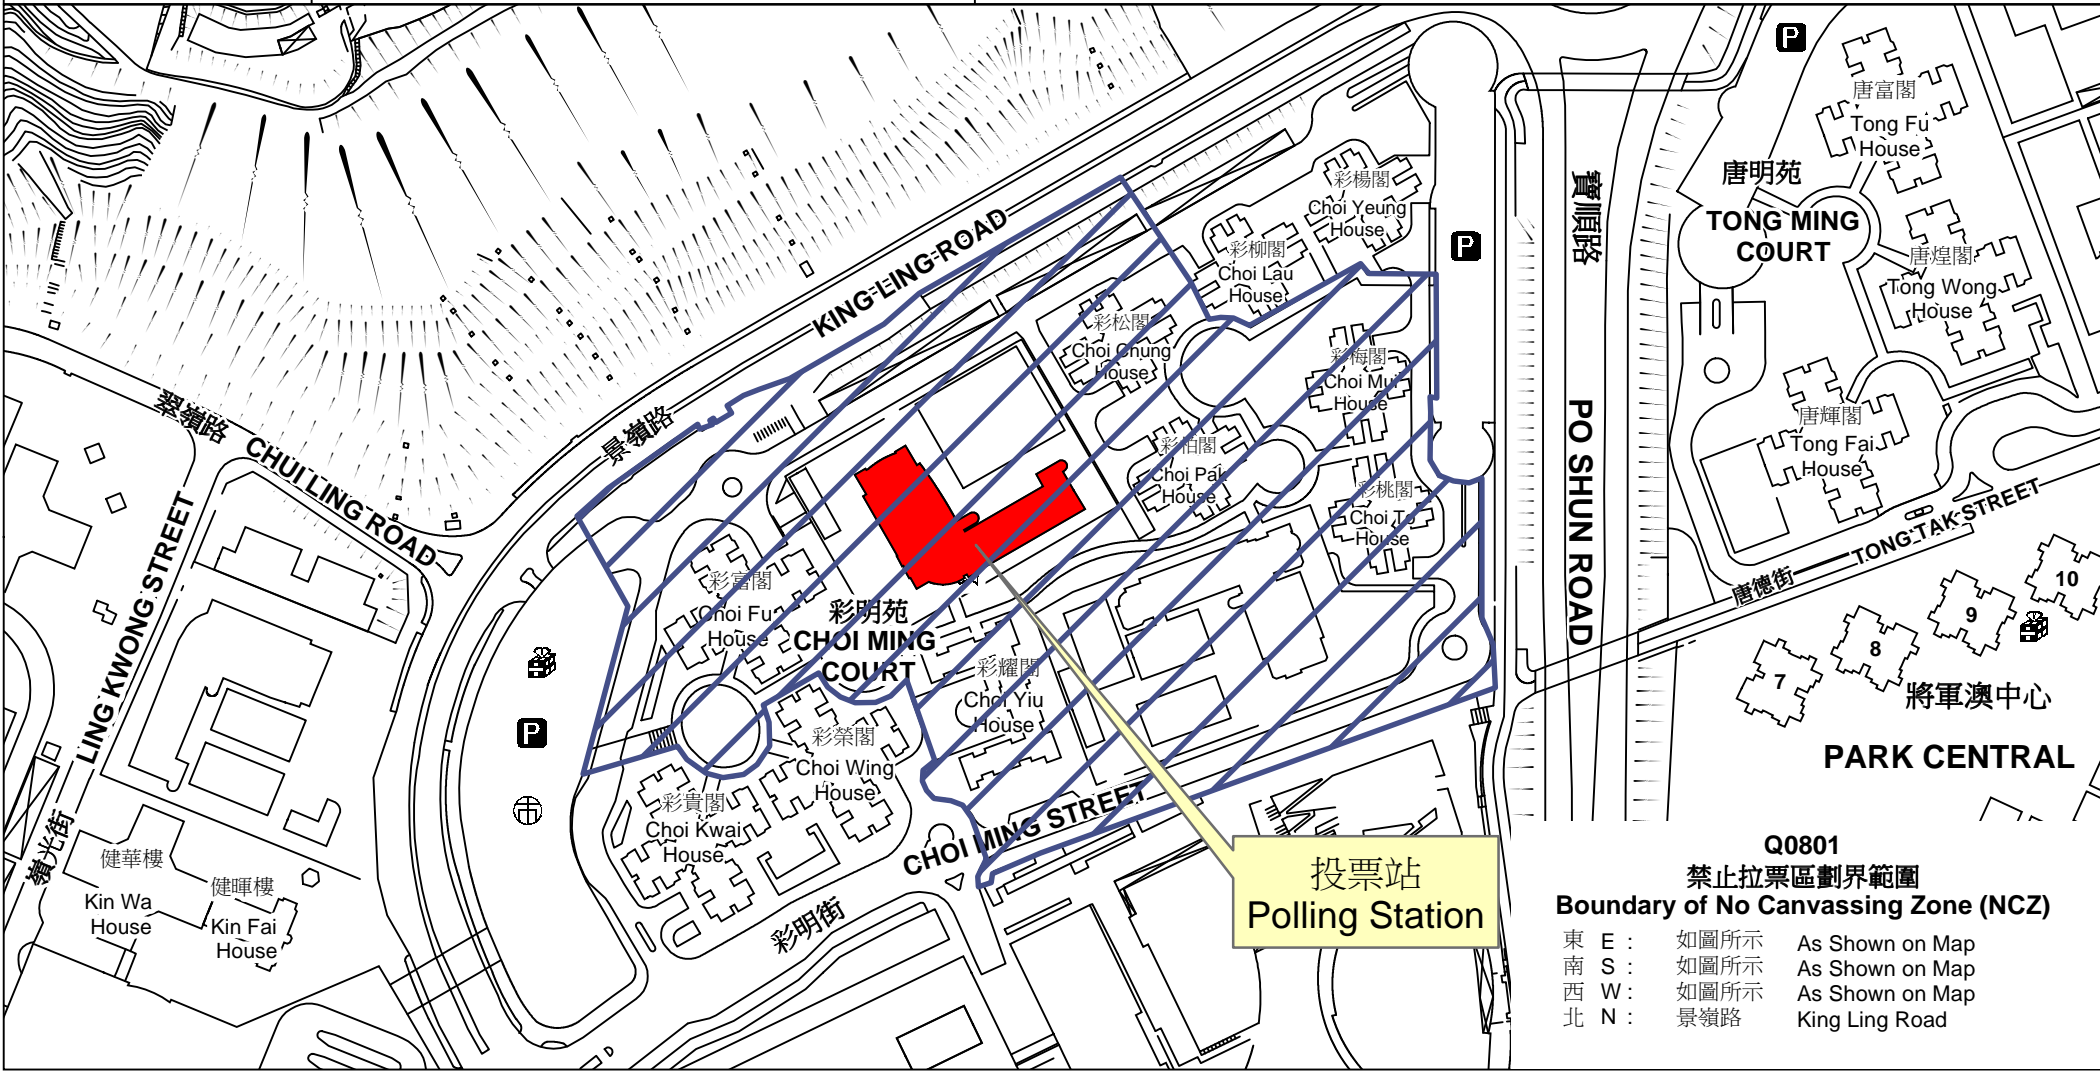 P
唐富閣
Tong Fu
House
唐明苑
TONG MING
COURT
唐煌閣
Tong Wong
House
唐輝閣
Tong Fai
House
寶順路
PO SHUN ROAD
P
彩楊閣
Choi Yeung
House
彩柳閣
Choi Lau
House
KING LING ROAD
景嶺路
彩松閣
Choi Chung
House
彩梅閣
Choi Mui
House
彩柏閣
Choi Pak
House
彩桃閣
Choi To
House
翠嶺路
CHUI LING ROAD
LING KWONG STREET
嶺光街
彩富閣
Choi Fu
House
彩明苑
CHOI MING
COURT
彩耀閣
Choi Yiu
House
彩榮閣
Choi Wing
House
彩貴閣
Choi Kwai
House
P
市
CHOI MING STREET
彩明街
健華樓
Kin Wa
House
健暉樓
Kin Fai
House
唐德街
TONG TAK STREET
10
9
8
7
將軍澳中心
PARK CENTRAL
投票站
Polling Station
Q0801
禁止拉票區劃界範圍
Boundary of No Canvassing Zone (NCZ)
東 E : 如圖所示 As Shown on Map
南 S : 如圖所示 As Shown on Map
西 W : 如圖所示 As Shown on Map
北 N : 景嶺路 King Ling Road